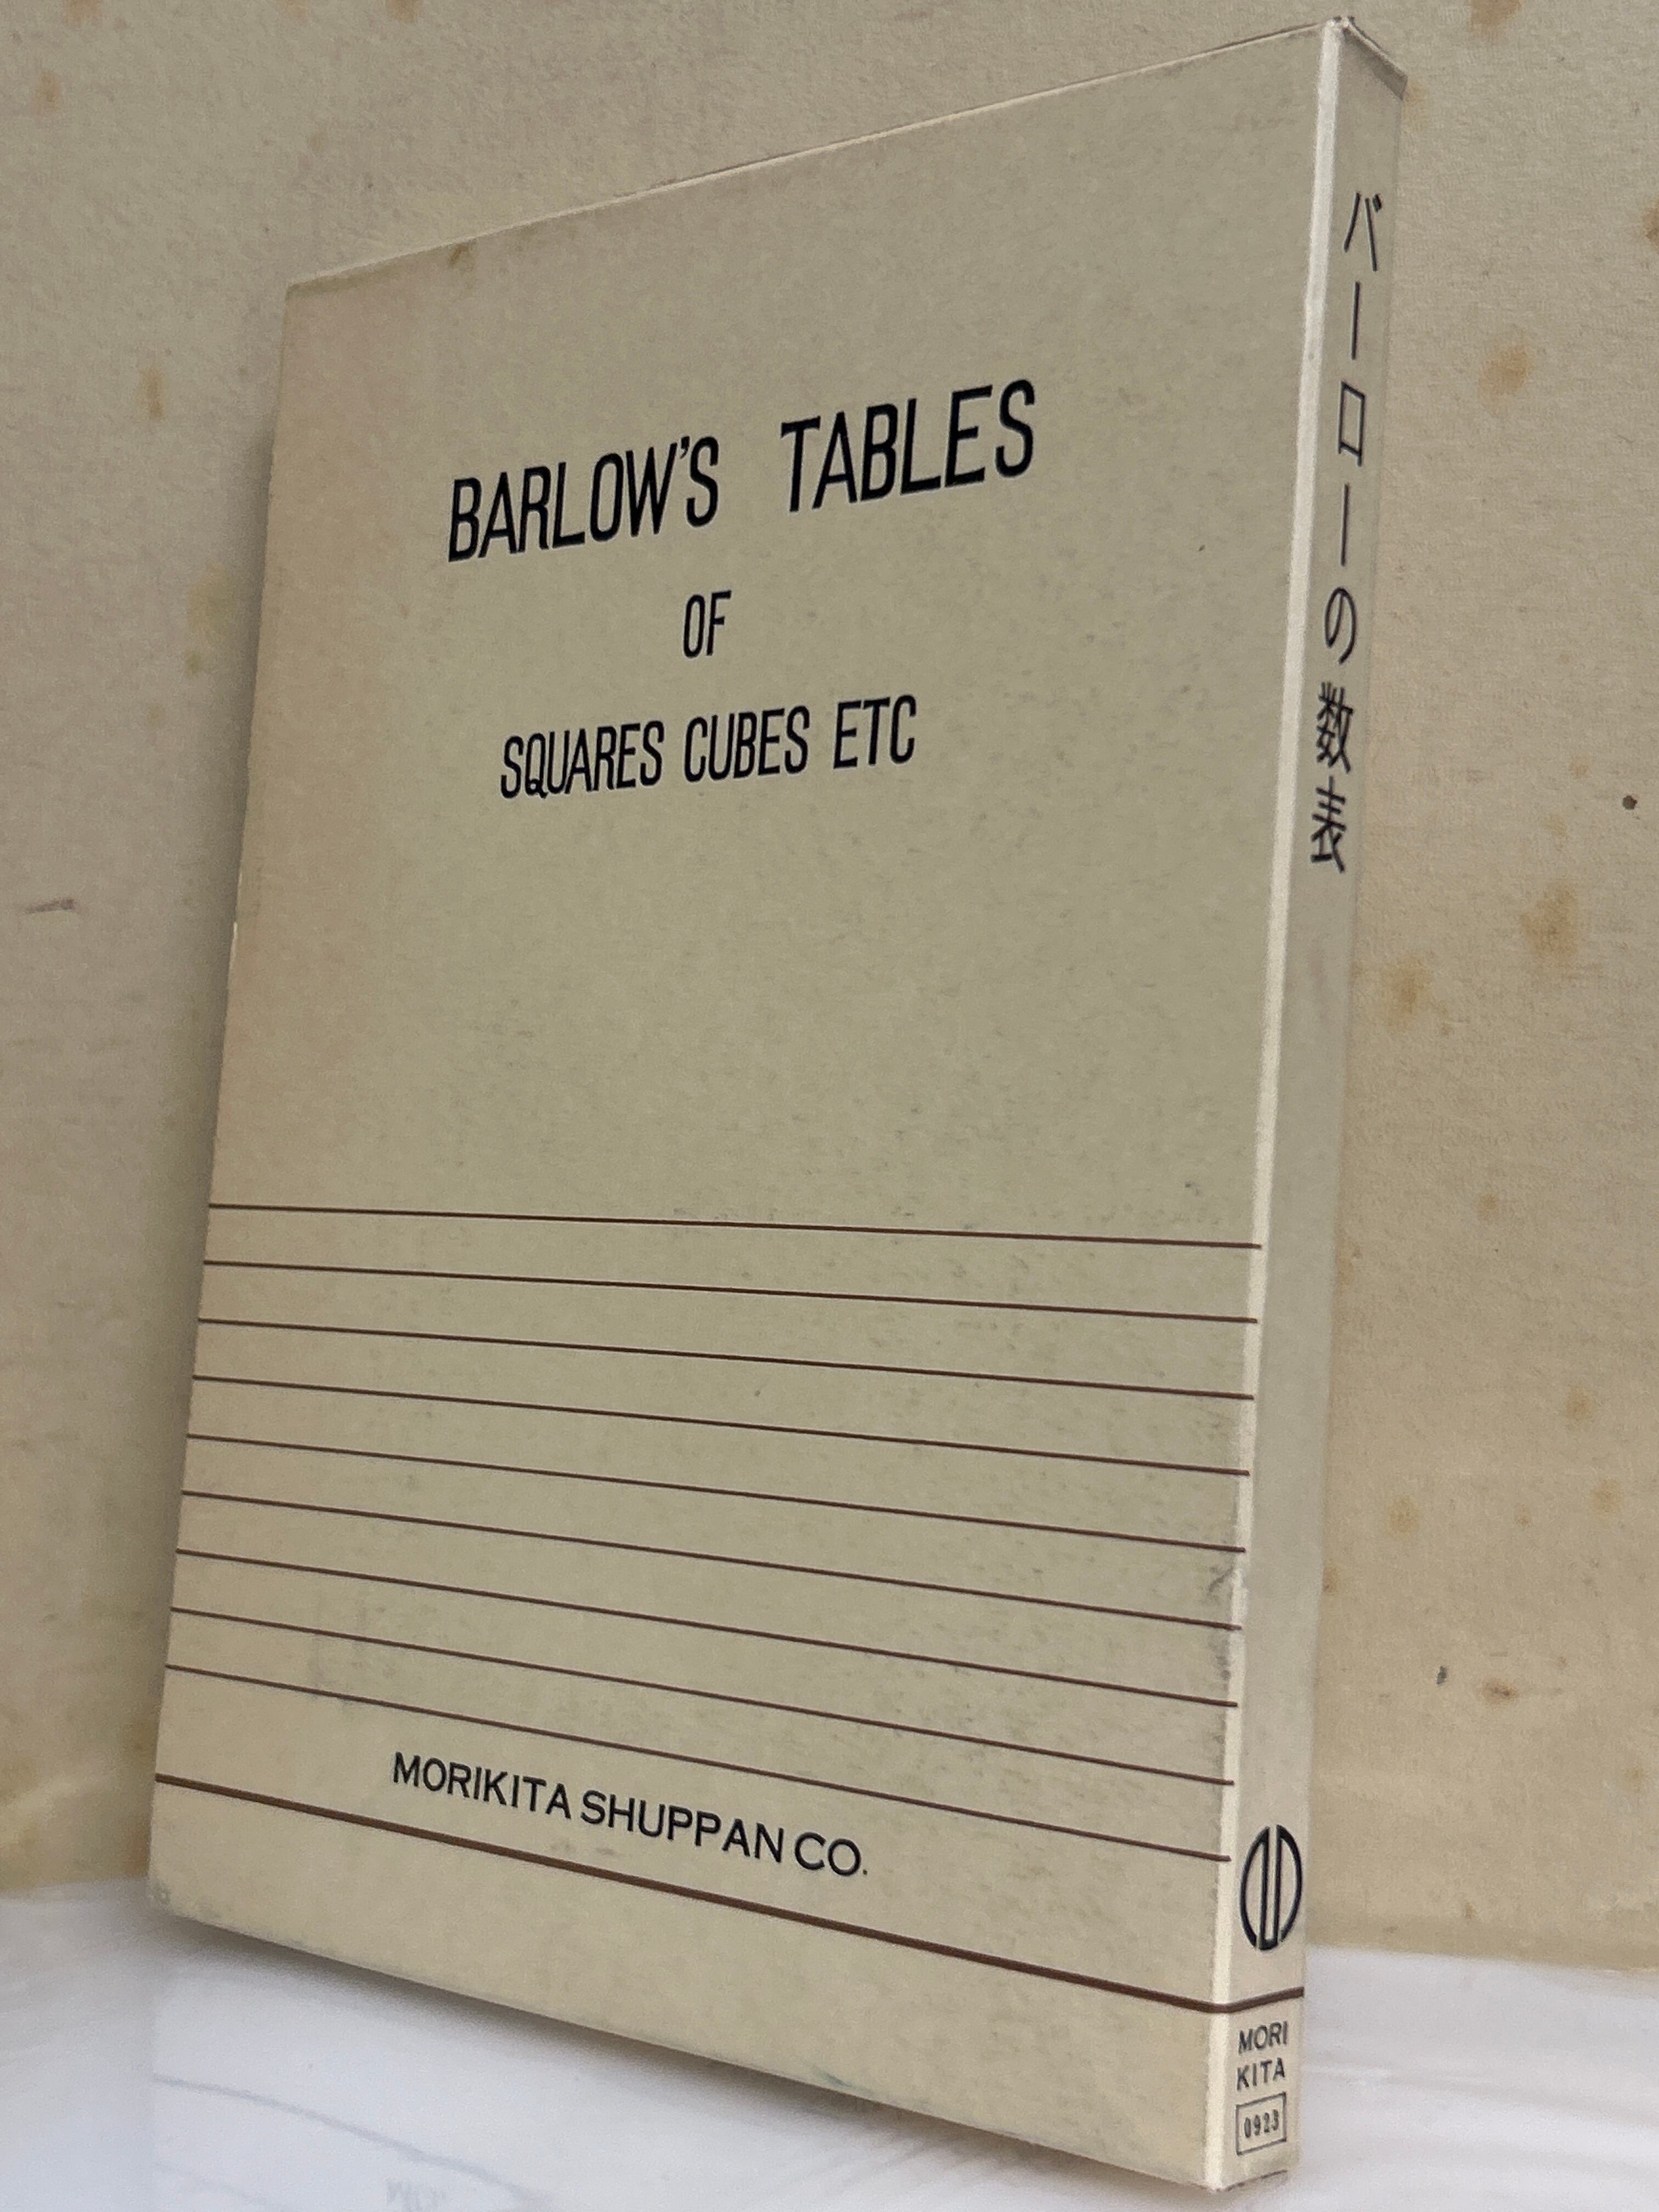 BARLOW'S TABLES
OF
SQUARES CUBES ETC
MORIKITA SHUPPAN CO.
バーローの数表
MORI
KITA
0923